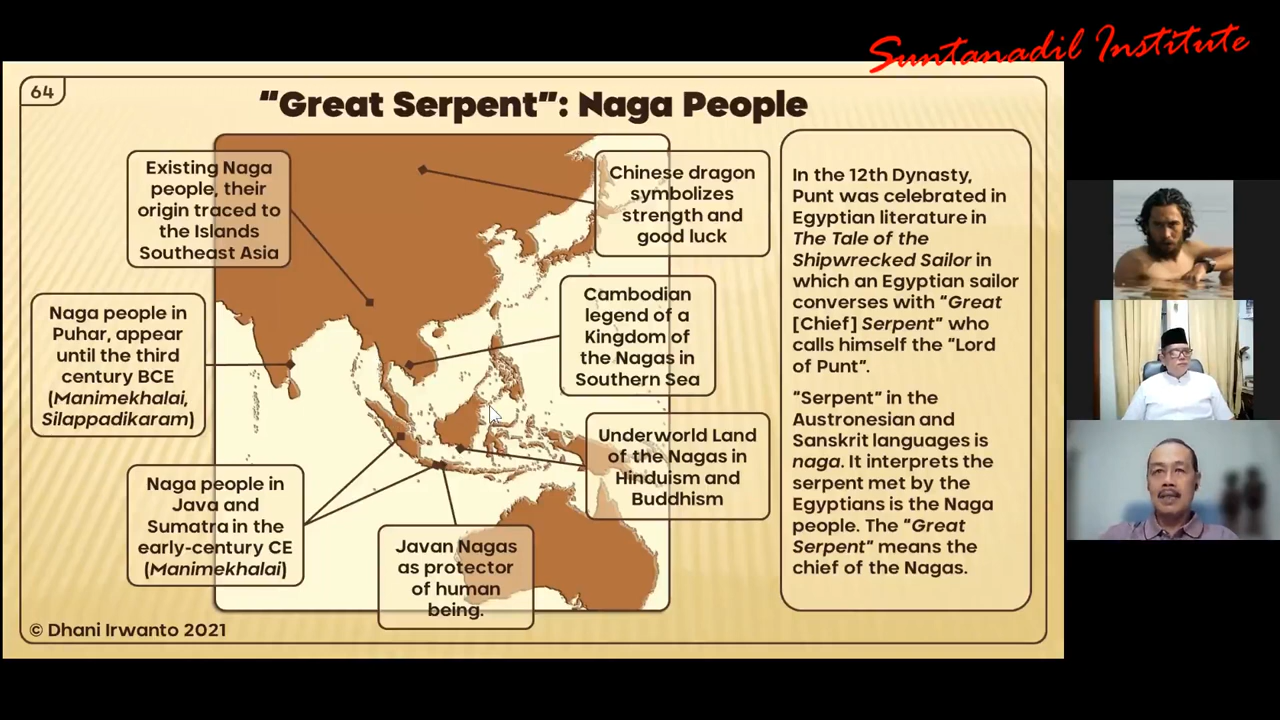 Suntanadil Institute
64
“Great Serpent”: Naga People
Existing Naga
people, their
origin traced to
the Islands
Southeast Asia
Chinese dragon
symbolizes
strength and
good luck
Naga people in
Puhar, appear
until the third
century BCE
(Manimekhalai,
Silappadikaram)
Cambodian
legend of a
Kingdom of
the Nagas in
Southern Sea
Underworld Land
of the Nagas in
Hinduism and
Buddhism
Naga people in
Java and
Sumatra in the
early-century CE
(Manimekhalai)
Javan Nagas
as protector
of human
being.
In the 12th Dynasty,
Punt was celebrated in
Egyptian literature in
The Tale of the
Shipwrecked Sailor in
which an Egyptian sailor
converses with “Great
[Chief] Serpent” who
calls himself the “Lord
of Punt”.
“Serpent” in the
Austronesian and
Sanskrit languages is
naga. It interprets the
serpent met by the
Egyptians is the Naga
people. The “Great
Serpent” means the
chief of the Nagas.
© Dhani Irwanto 2021